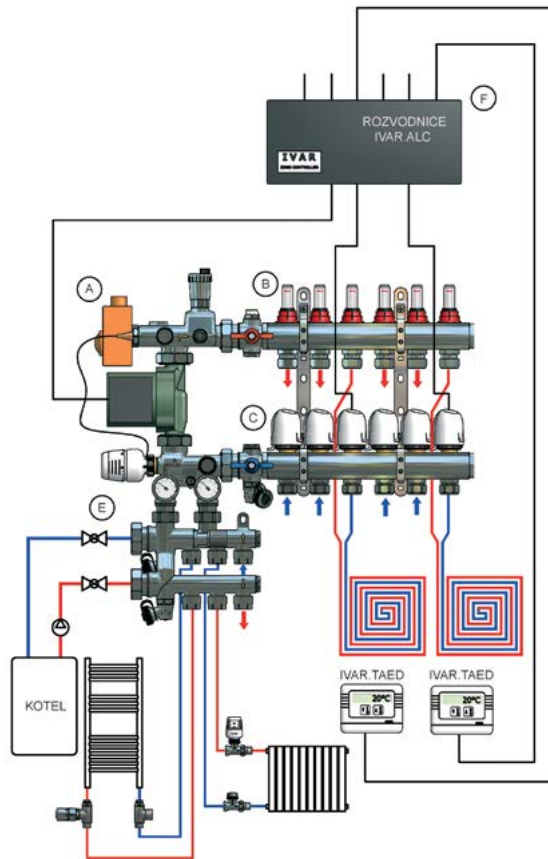 F
ROZVODNICE
IVAR.ALC
IVAR
A
B
C
E
IVAR.TAED
IVAR.TAED
20°C
20°C
KOTEL